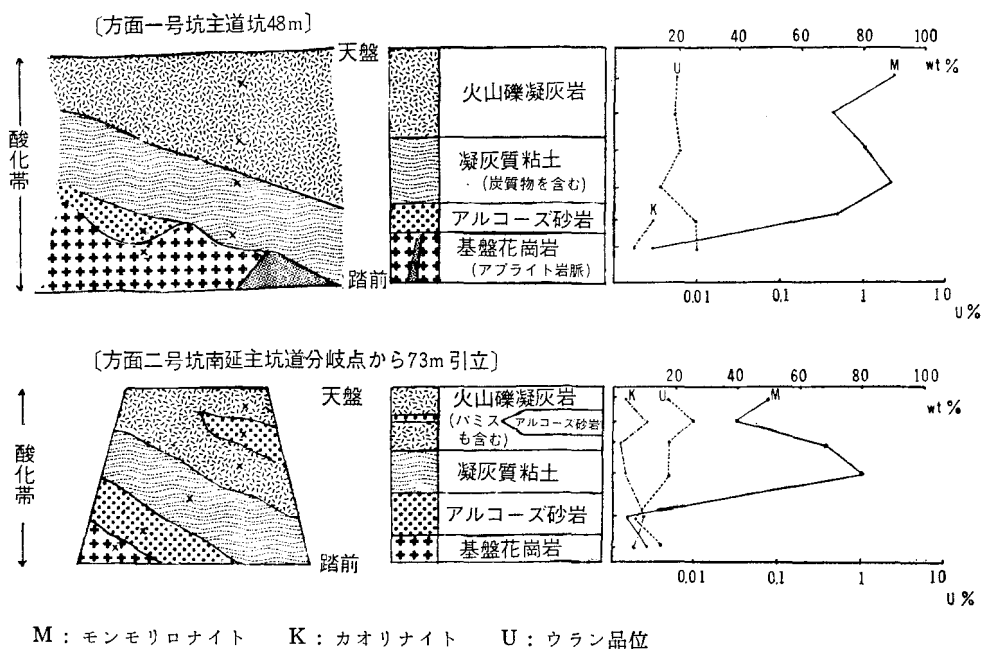 〔方面一号坑主道坑48m〕
天盤
酸化帯
踏前
火山礫凝灰岩
凝灰質粘土
(炭質物を含む)
アルコーズ砂岩
基盤花崗岩
(アプライト岩脈)
20 40 60 80 100
wt%
U
M
K
0.01 0.1 1 10
U%
〔方面二号坑南延主坑道分岐点から73m引立〕
天盤
酸化帯
踏前
火山礫凝灰岩
(パミスも含む)
アルコーズ砂岩
凝灰質粘土
アルコーズ砂岩
基盤花崗岩
20 40 60 80 100
wt%
K U M
0.01 0.1 1 10
U%
M：モンモリロナイト K：カオリナイト U：ウラン品位